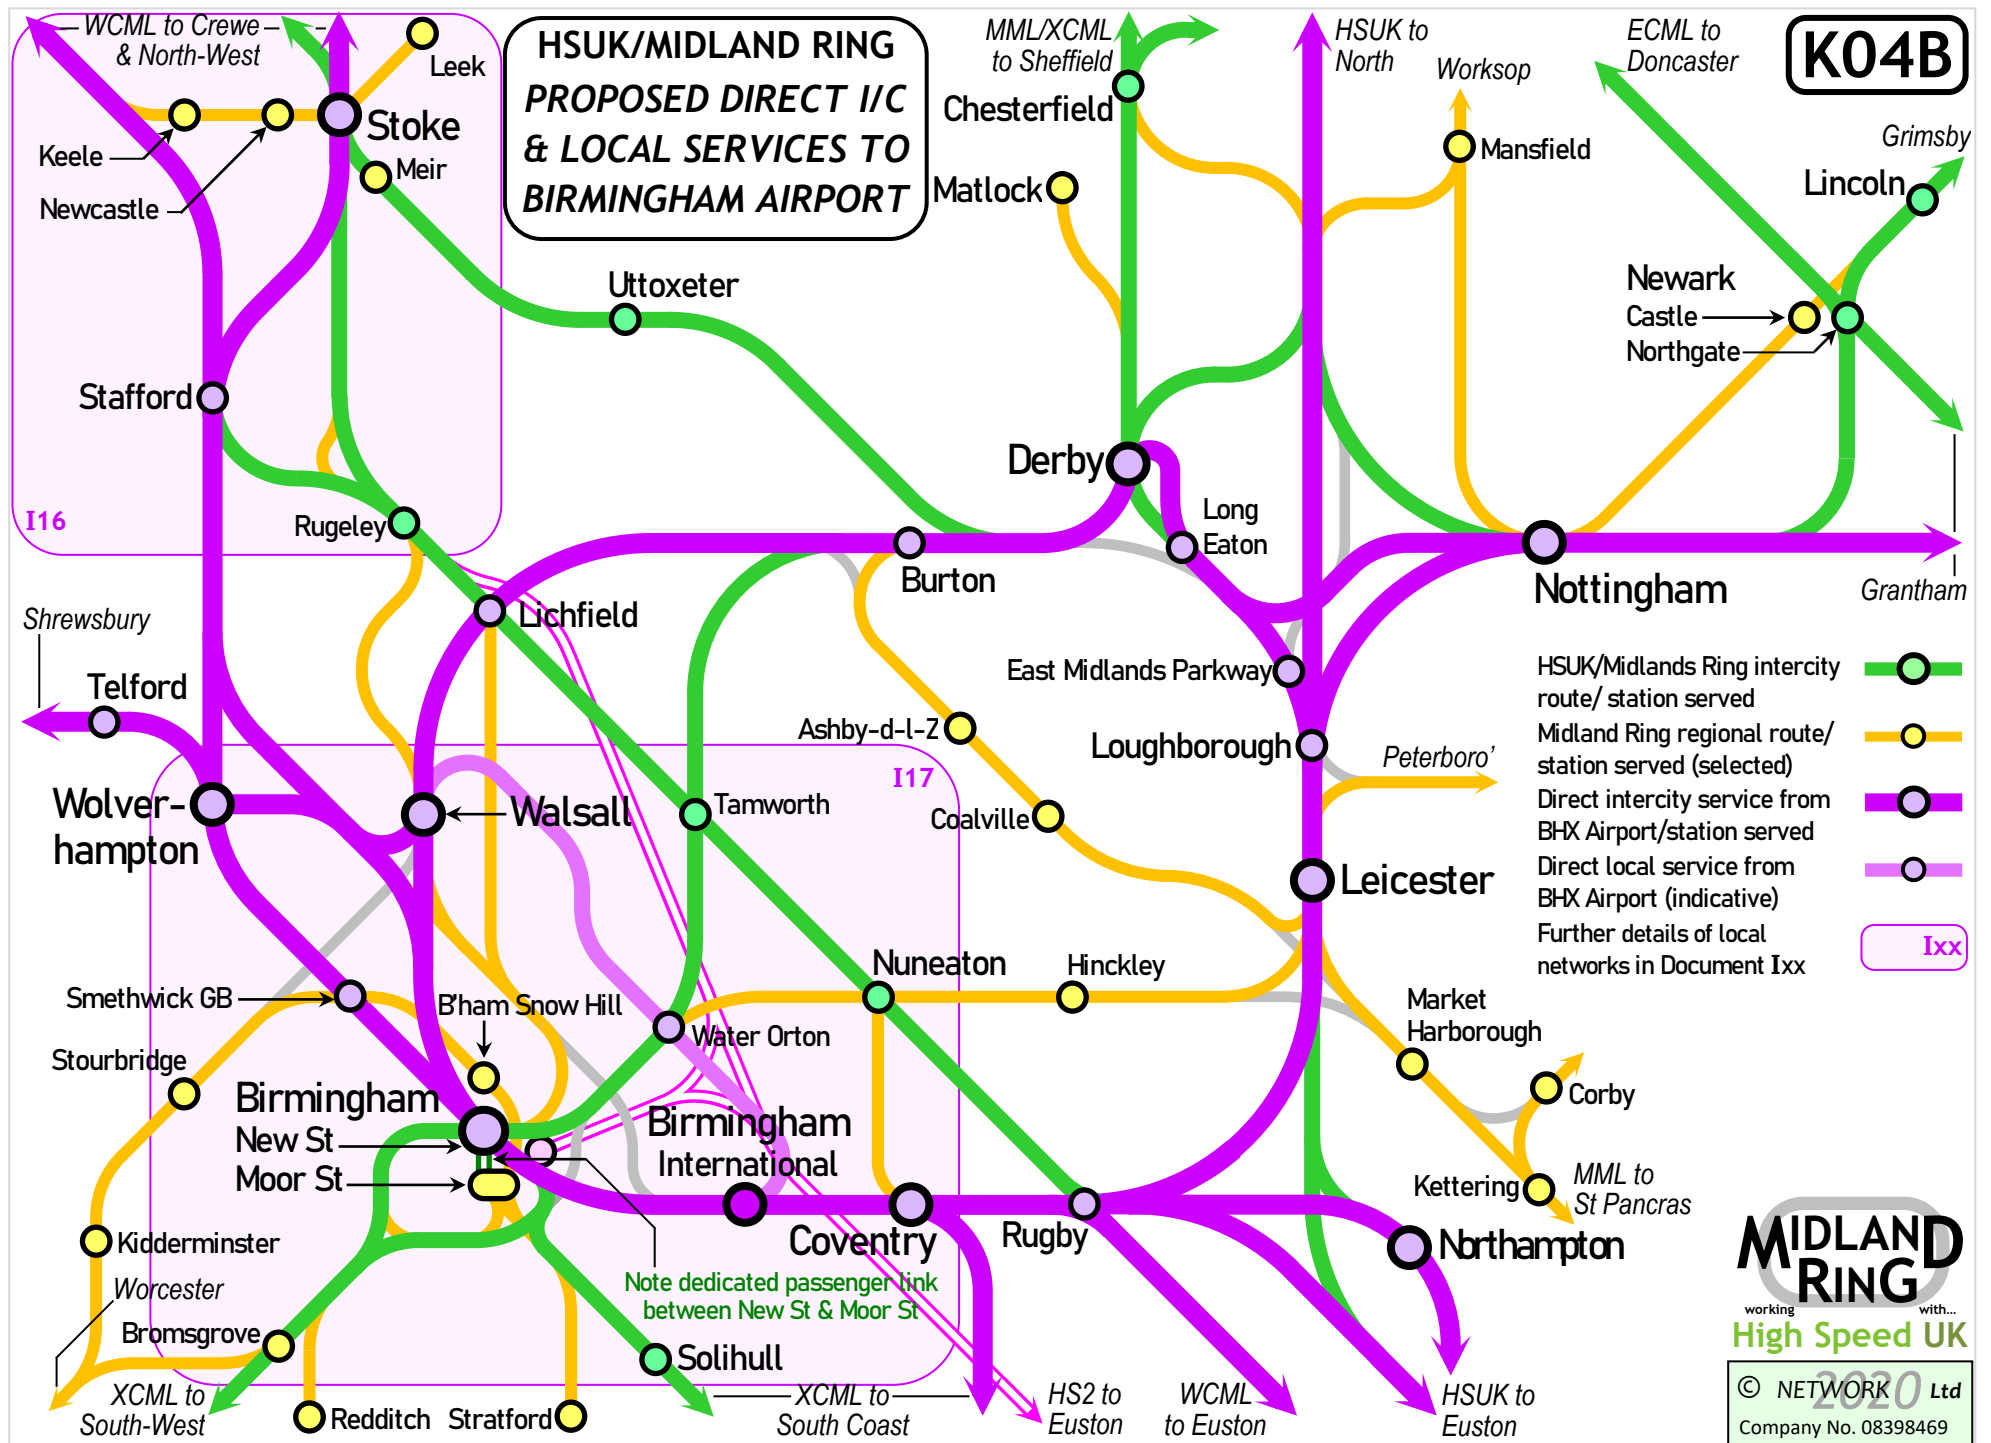 WCML to Crewe
& North-West
Leek
Stoke
Keele
Newcastle
Meir
HSUK/MIDLAND RING
PROPOSED DIRECT I/C
& LOCAL SERVICES TO
BIRMINGHAM AIRPORT
MML/XCML
to Sheffield
Chesterfield
Matlock
HSUK to
North
Worksop
Mansfield
ECML to
Doncaster
K04B
Grimsby
Lincoln
Newark
Castle
Northgate
Uttoxeter
Stafford
I16
Rugeley
Derby
Long
Eaton
Burton
Nottingham
Grantham
Shrewsbury
Telford
Lichfield
East Midlands Parkway
Ashby-d-l-Z
Loughborough
Peterboro'
HSUK/Midlands Ring intercity
route/ station served
Midland Ring regional route/
station served (selected)
Direct intercity service from
BHX Airport/station served
Direct local service from
BHX Airport (indicative)
Further details of local
networks in Document Ixx
Ixx
I17
Wolver-
hampton
Walsall
Tamworth
Coalville
Leicester
Smethwick GB
B'ham Snow Hill
Nuneaton
Hinckley
Water Orton
Market
Harborough
Stourbridge
Corby
Birmingham
New St
Moor St
Birmingham
International
Coventry
Rugby
Kettering
MML to
St Pancras
Northampton
Kidderminster
Worcester
Note dedicated passenger link
between New St & Moor St
Bromsgrove
Solihull
XCML to
South-West
Redditch
Stratford
XCML to
South Coast
HS2 to
Euston
WCML
to Euston
HSUK to
Euston
MIDLAND
RING
working with...
High Speed UK
© NETWORK 2020 Ltd
Company No. 08398469